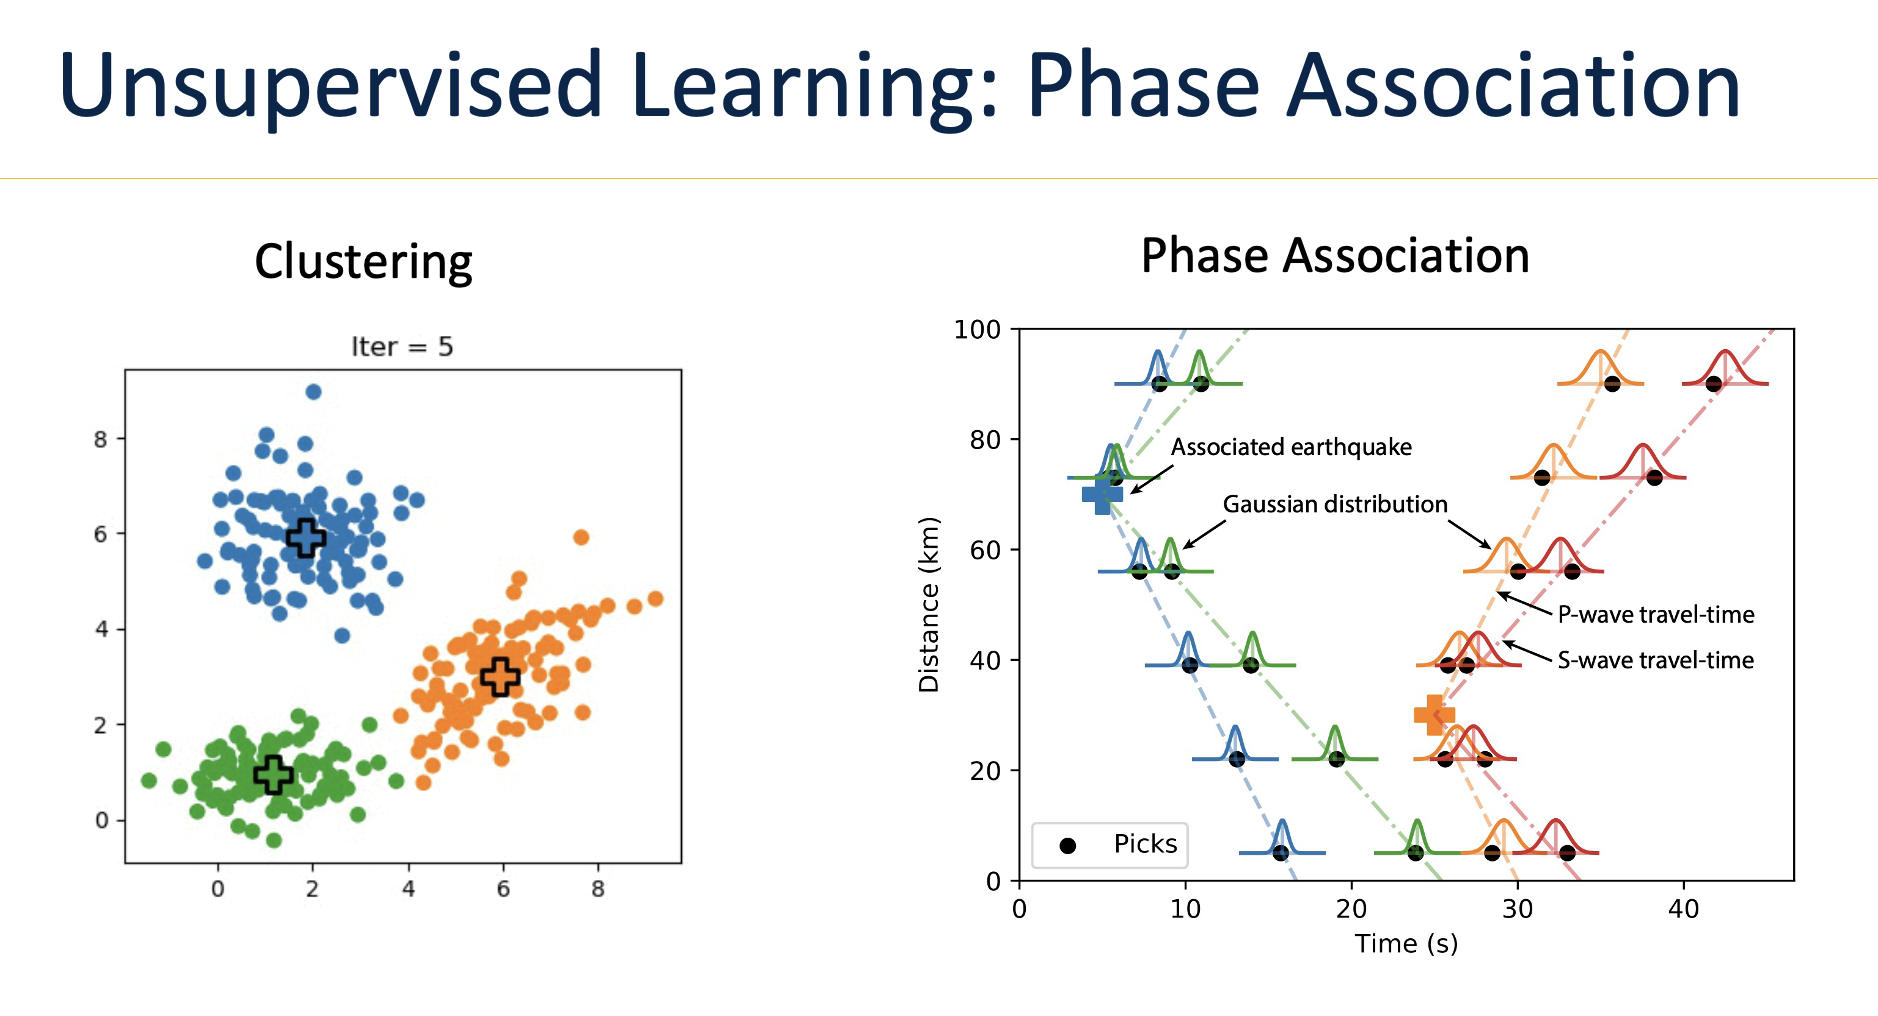 Unsupervised Learning: Phase Association
Clustering
Iter = 5
8
6
4
2
0
0 2 4 6 8
Phase Association
100
80
60
40
20
0
Distance (km)
Associated earthquake
Gaussian distribution
P-wave travel-time
S-wave travel-time
Picks
0 10 20 30 40
Time (s)